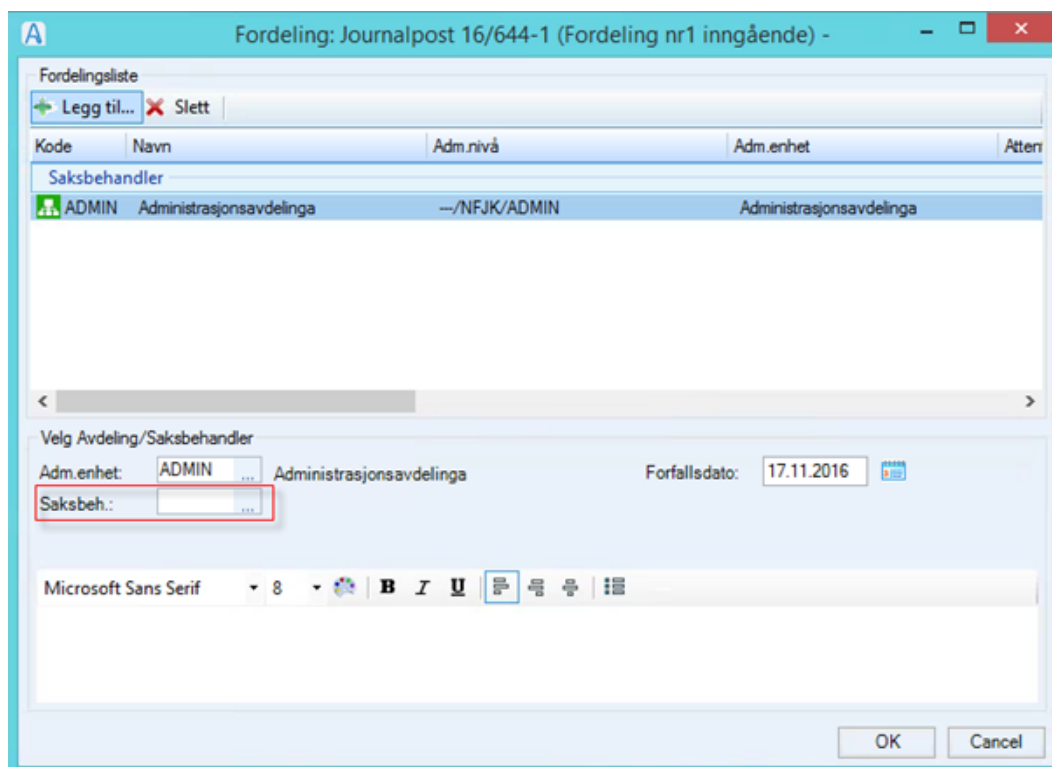 A
Fordeling: Journalpost 16/644-1 (Fordeling nr1 inngående) -
Fordelingsliste
Legg til... Slett
Kode Navn Adm.nivå Adm.enhet Atten
Saksbehandler
ADMIN Administrasjonsavdelinga ---/NFJK/ADMIN Administrasjonsavdelinga
Velg Avdeling/Saksbehandler
Adm.enhet: ADMIN ... Administrasjonsavdelinga Forfallsdato: 17.11.2016
Saksbeh.: ...
Microsoft Sans Serif 8 B I U
OK Cancel